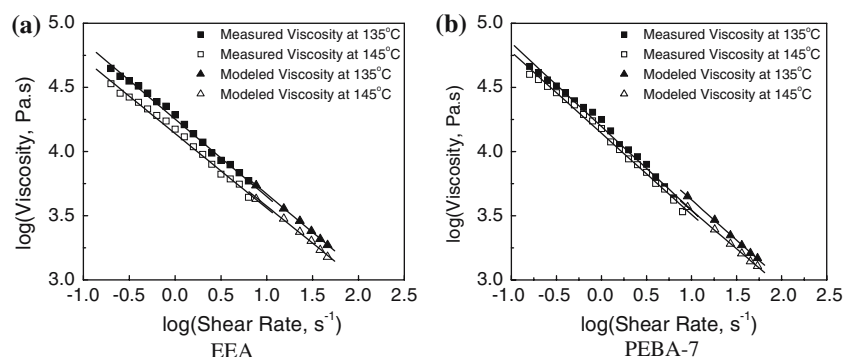 (a)
5.0
4.5
4.0
3.5
3.0
log(Viscosity, Pa.s)
■ Measured Viscosity at 135°C
□ Measured Viscosity at 145°C
▲ Modeled Viscosity at 135°C
△ Modeled Viscosity at 145°C
-1.0 -0.5 0.0 0.5 1.0 1.5 2.0 2.5
log(Shear Rate, s⁻¹)
EEA
(b)
5.0
4.5
4.0
3.5
3.0
log(Viscosity, Pa.s)
■ Measured Viscosity at 135°C
□ Measured Viscosity at 145°C
▲ Modeled Viscosity at 135°C
△ Modeled Viscosity at 145°C
-1.0 -0.5 0.0 0.5 1.0 1.5 2.0 2.5
log(Shear Rate, s⁻¹)
PEBA-7